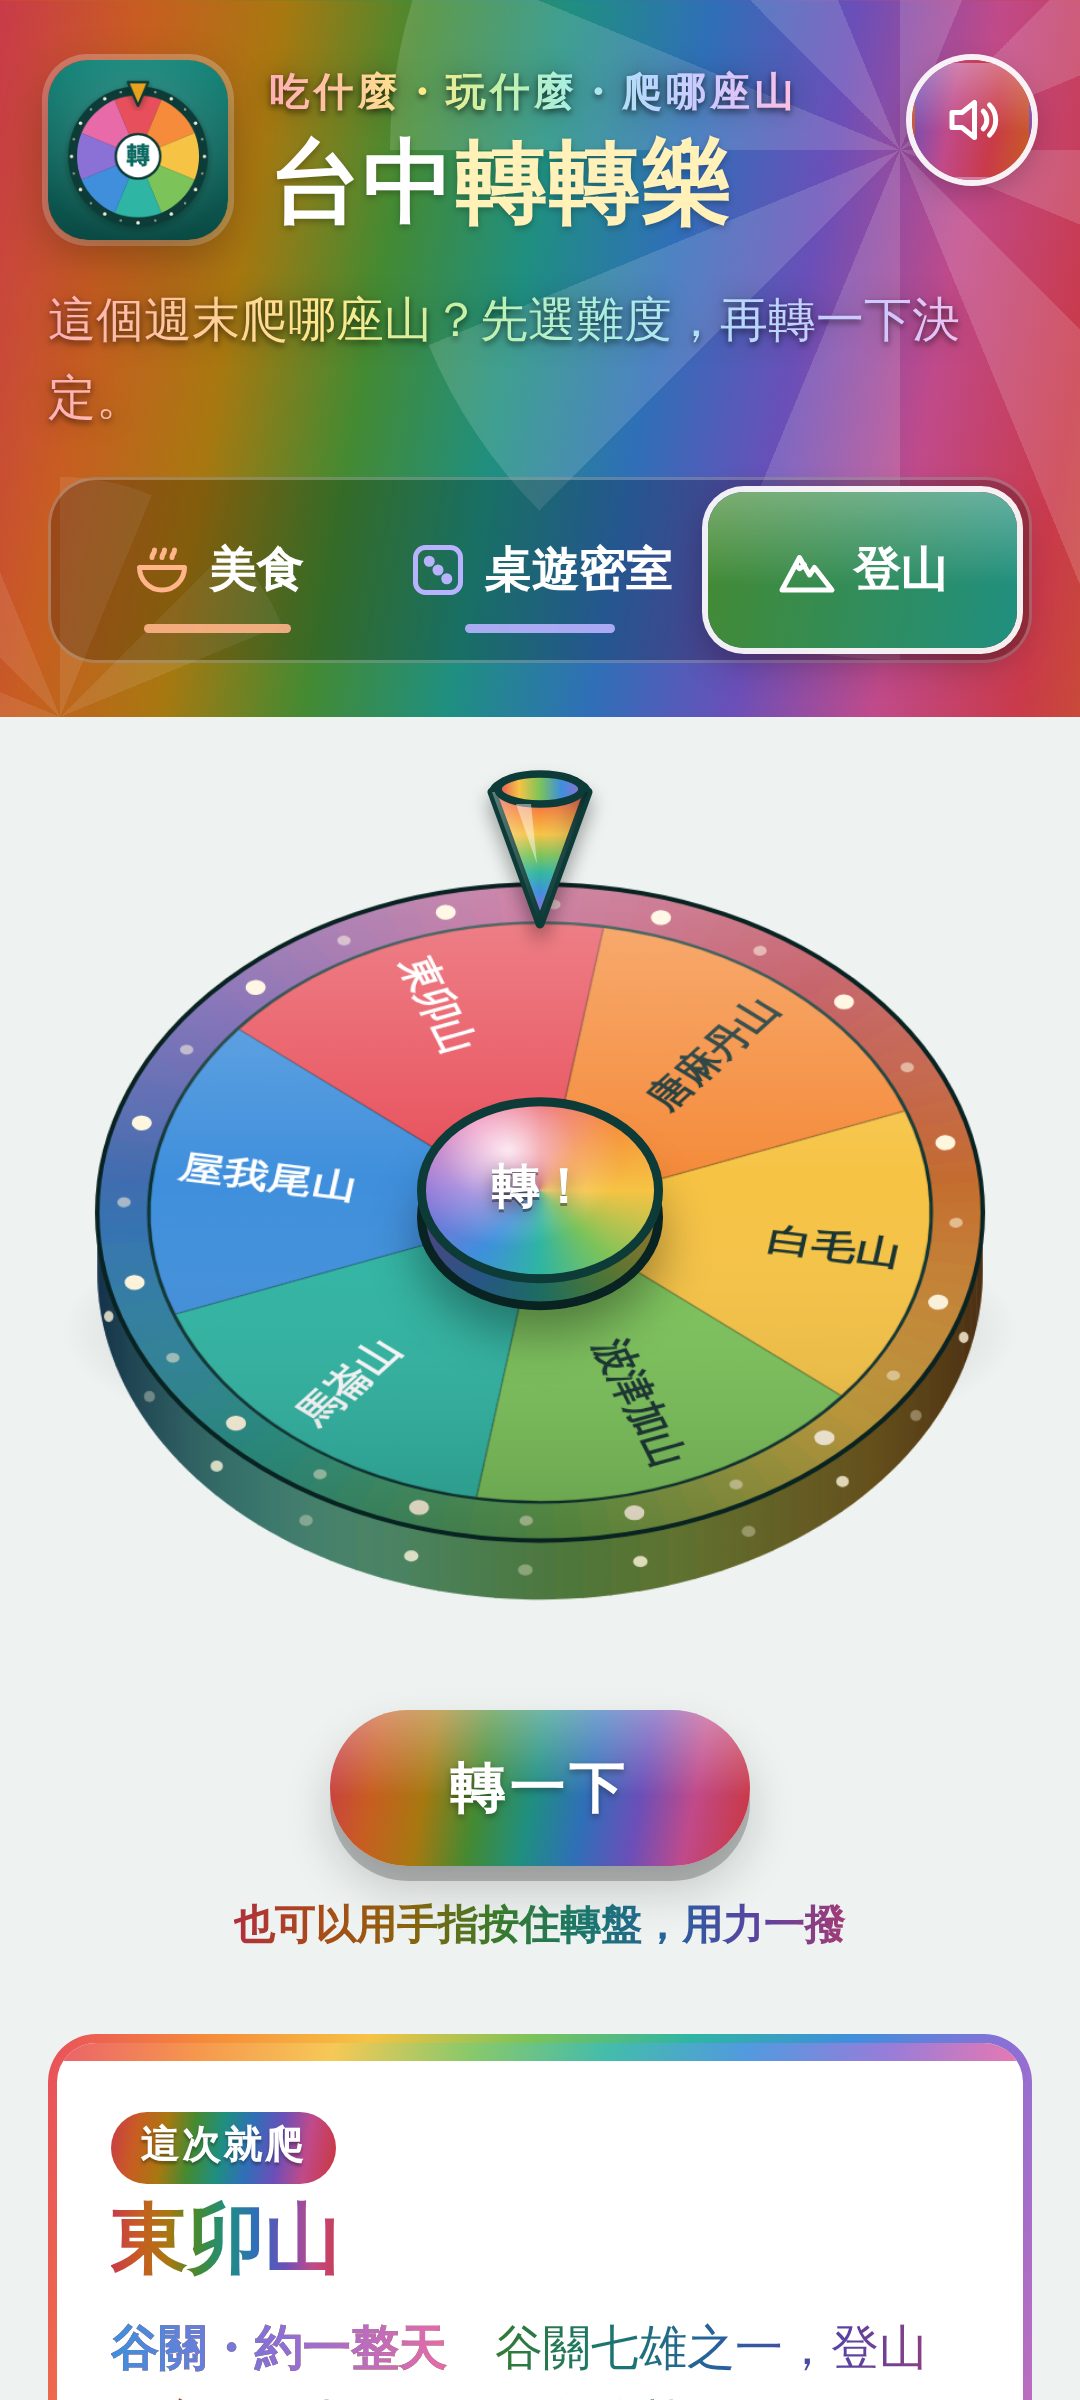 吃什麼・玩什麼・爬哪座山
台中轉轉樂
轉
這個週末爬哪座山？先選難度，再轉一下決
定。
美食
桌遊密室
登山
東卯山
唐麻丹山
屋我尾山
轉！
白毛山
馬崙山
波津加山
轉一下
也可以用手指按住轉盤，用力一撥
這次就爬
東卯山
谷關・約一整天 谷關七雄之一，登山